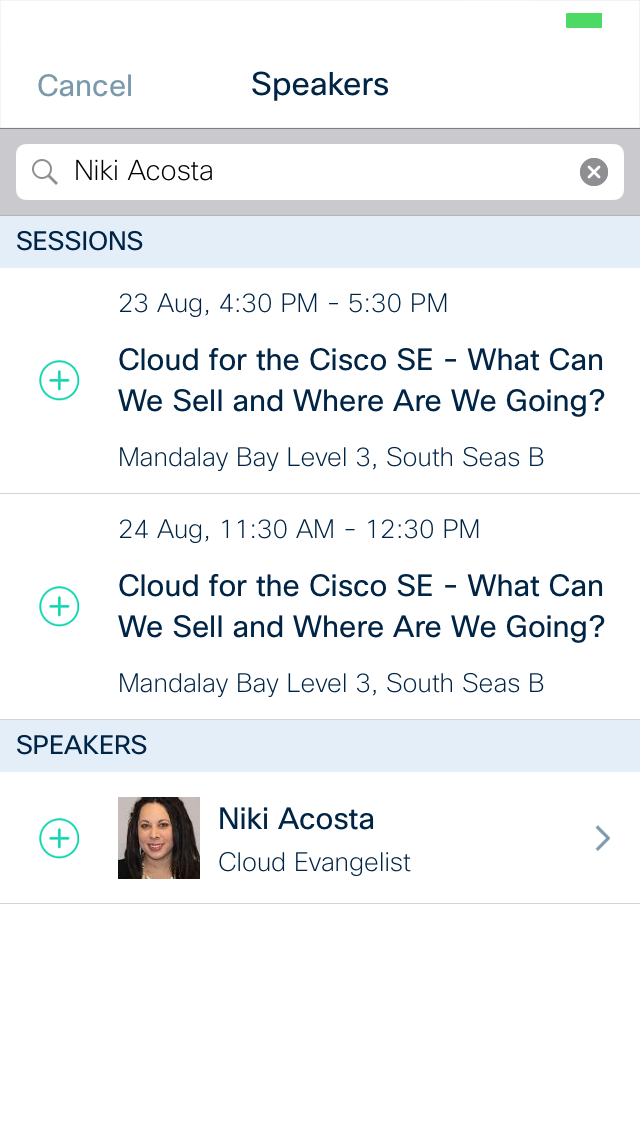 Cancel
Speakers
Niki Acosta
SESSIONS
23 Aug, 4:30 PM - 5:30 PM
Cloud for the Cisco SE - What Can
We Sell and Where Are We Going?
Mandalay Bay Level 3, South Seas B
24 Aug, 11:30 AM - 12:30 PM
Cloud for the Cisco SE - What Can
We Sell and Where Are We Going?
Mandalay Bay Level 3, South Seas B
SPEAKERS
Niki Acosta
Cloud Evangelist